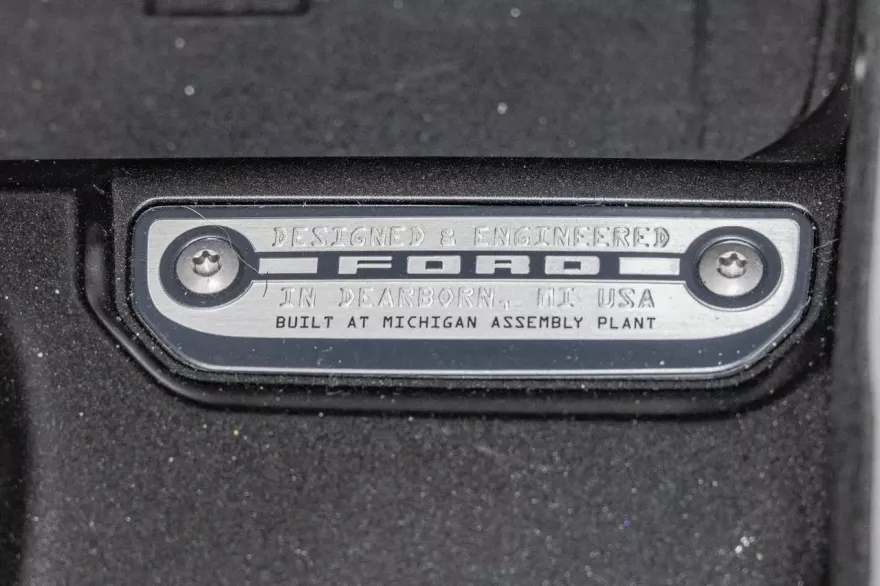 DESIGNED & ENGINEERED
FORD
IN DEARBORN, MI USA
BUILT AT MICHIGAN ASSEMBLY PLANT